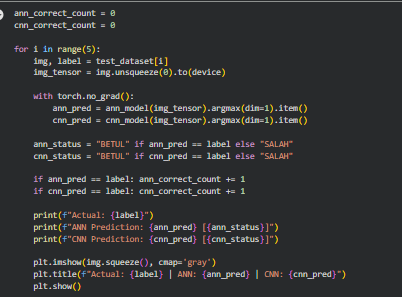 ann_correct_count = 0
cnn_correct_count = 0
for i in range(5):
    img, label = test_dataset[i]
    img_tensor = img.unsqueeze(0).to(device)
    with torch.no_grad():
        ann_pred = ann_model(img_tensor).argmax(dim=1).item()
        cnn_pred = cnn_model(img_tensor).argmax(dim=1).item()
    ann_status = "BETUL" if ann_pred == label else "SALAH"
    cnn_status = "BETUL" if cnn_pred == label else "SALAH"
    if ann_pred == label: ann_correct_count += 1
    if cnn_pred == label: cnn_correct_count += 1
    print(f"Actual: {label}")
    print(f"ANN Prediction: {ann_pred} [{ann_status}]")
    print(f"CNN Prediction: {cnn_pred} [{cnn_status}]")
    plt.imshow(img.squeeze(), cmap='gray')
    plt.title(f"Actual: {label} | ANN: {ann_pred} | CNN: {cnn_pred}")
    plt.show()